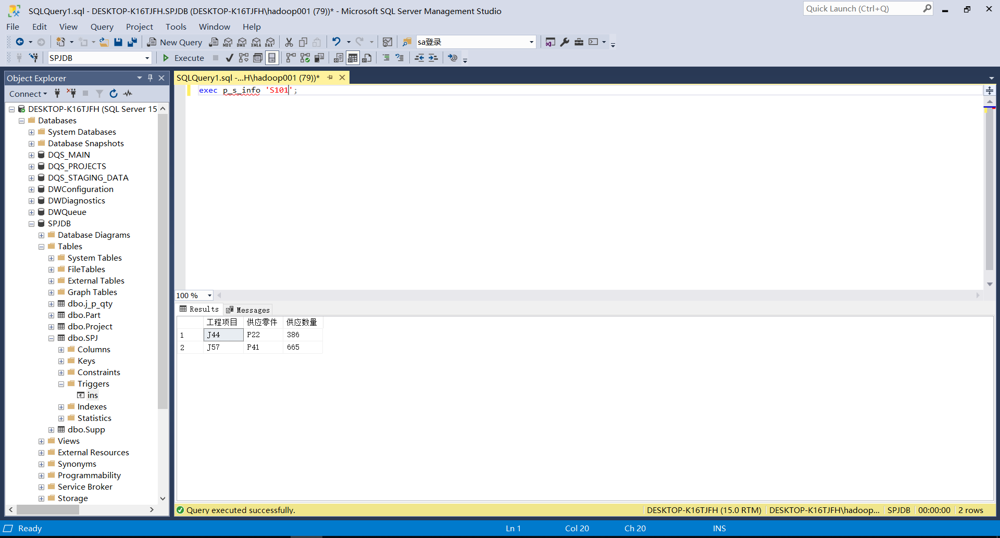 SQLQuery1.sql - DESKTOP-K16TJFH.SPJDB (DESKTOP-K16TJFH\hadoop001 (79))* - Microsoft SQL Server Management Studio
Quick Launch (Ctrl+Q)
File Edit View Query Project Tools Window Help
New Query MDX DMX XMLA DAX sa登录
SPJDB Execute
Object Explorer
SQLQuery1.sql -...H\hadoop001 (79))*
Connect
exec p_s_info 'S101';
DESKTOP-K16TJFH (SQL Server 15
Databases
System Databases
Database Snapshots
DQS_MAIN
DQS_PROJECTS
DQS_STAGING_DATA
DWConfiguration
DWDiagnostics
DWQueue
SPJDB
Database Diagrams
Tables
System Tables
FileTables
External Tables
Graph Tables
dbo.j_p_qty
dbo.Part
dbo.Project
dbo.SPJ
Columns
Keys
Constraints
Triggers
ins
Indexes
Statistics
dbo.Supp
Views
External Resources
Synonyms
Programmability
Service Broker
Storage
100 %
Results Messages
工程项目 供应零件 供应数量
1 J44 P22 386
2 J57 P41 665
Query executed successfully. DESKTOP-K16TJFH (15.0 RTM) DESKTOP-K16TJFH\hadoop... SPJDB 00:00:00 2 rows
Ready Ln 1 Col 20 Ch 20 INS